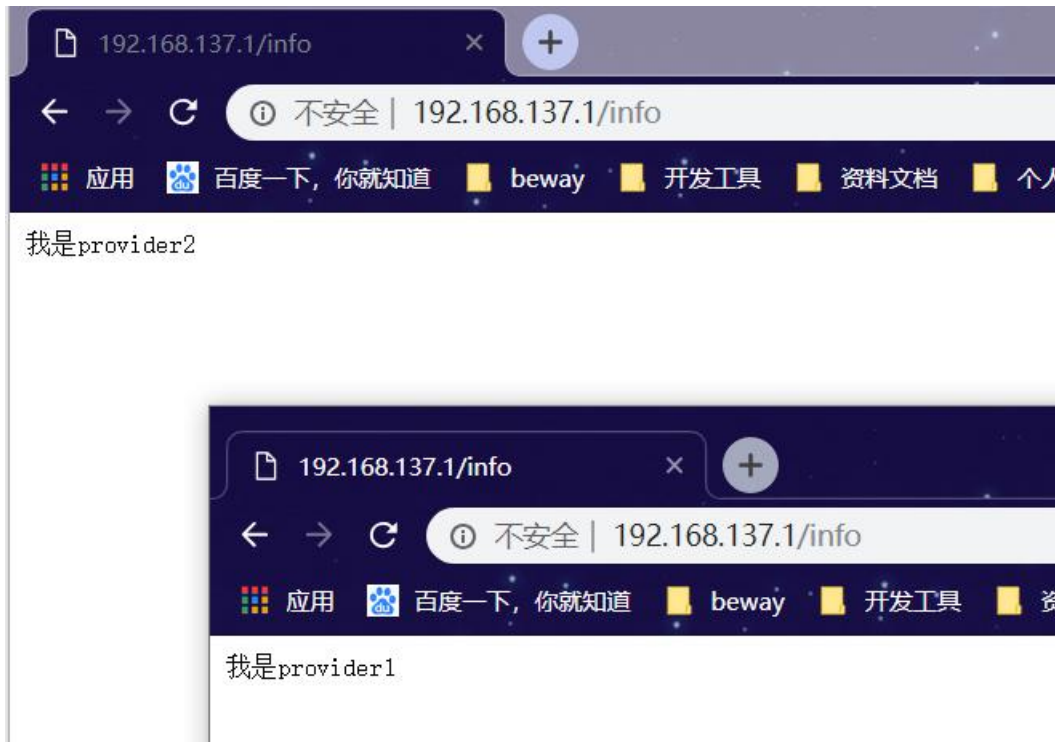 192.168.137.1/info
不安全 | 192.168.137.1/info
应用 百度一下，你就知道 beway 开发工具 资料文档 个
我是provider2
192.168.137.1/info
不安全 | 192.168.137.1/info
应用 百度一下，你就知道 beway 开发工具
我是provider1